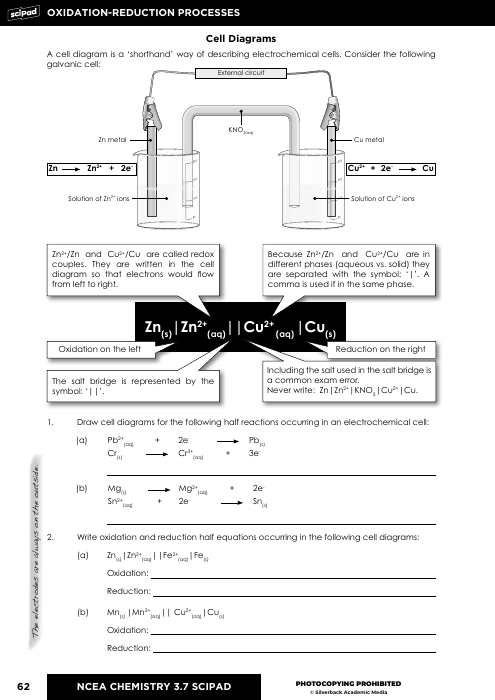 scipad OXIDATION-REDUCTION PROCESSES
Cell Diagrams
A cell diagram is a ‘shorthand’ way of describing electrochemical cells. Consider the following
galvanic cell:
External circuit
KNO3(aq)
Zn metal
Cu metal
Zn → Zn²⁺ + 2e⁻
Cu²⁺ + 2e⁻ → Cu
Solution of Zn²⁺ ions
Solution of Cu²⁺ ions
Zn²⁺/Zn and Cu²⁺/Cu are called redox
couples. They are written in the cell
diagram so that electrons would flow
from left to right.
Because Zn²⁺/Zn and Cu²⁺/Cu are in
different phases (aqueous vs. solid) they
are separated with the symbol: ‘|’. A
comma is used if in the same phase.
Zn(s)|Zn²⁺(aq)||Cu²⁺(aq)|Cu(s)
Oxidation on the left
Reduction on the right
The salt bridge is represented by the
symbol: ‘||’.
Including the salt used in the salt bridge is
a common exam error.
Never write: Zn|Zn²⁺|KNO3|Cu²⁺|Cu.
1. Draw cell diagrams for the following half reactions occurring in an electrochemical cell:
(a) Pb²⁺(aq) + 2e⁻ → Pb(s)
Cr(s) → Cr³⁺(aq) + 3e⁻
(b) Mg(s) → Mg²⁺(aq) + 2e⁻
Sn²⁺(aq) + 2e⁻ → Sn(s)
2. Write oxidation and reduction half equations occurring in the following cell diagrams:
(a) Zn(s)|Zn²⁺(aq)||Fe²⁺(aq)|Fe(s)
Oxidation:
Reduction:
(b) Mn(s)|Mn²⁺(aq)|| Cu²⁺(aq)|Cu(s)
Oxidation:
Reduction:
The electrodes are always on the outside.
62 NCEA CHEMISTRY 3.7 SCIPAD
PHOTOCOPYING PROHIBITED
© Silverback Academic Media